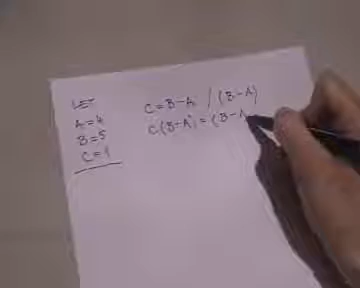 LET
A=4
B=5
C=1
C=B-A / (B-A)
C(B-A) = (B-A